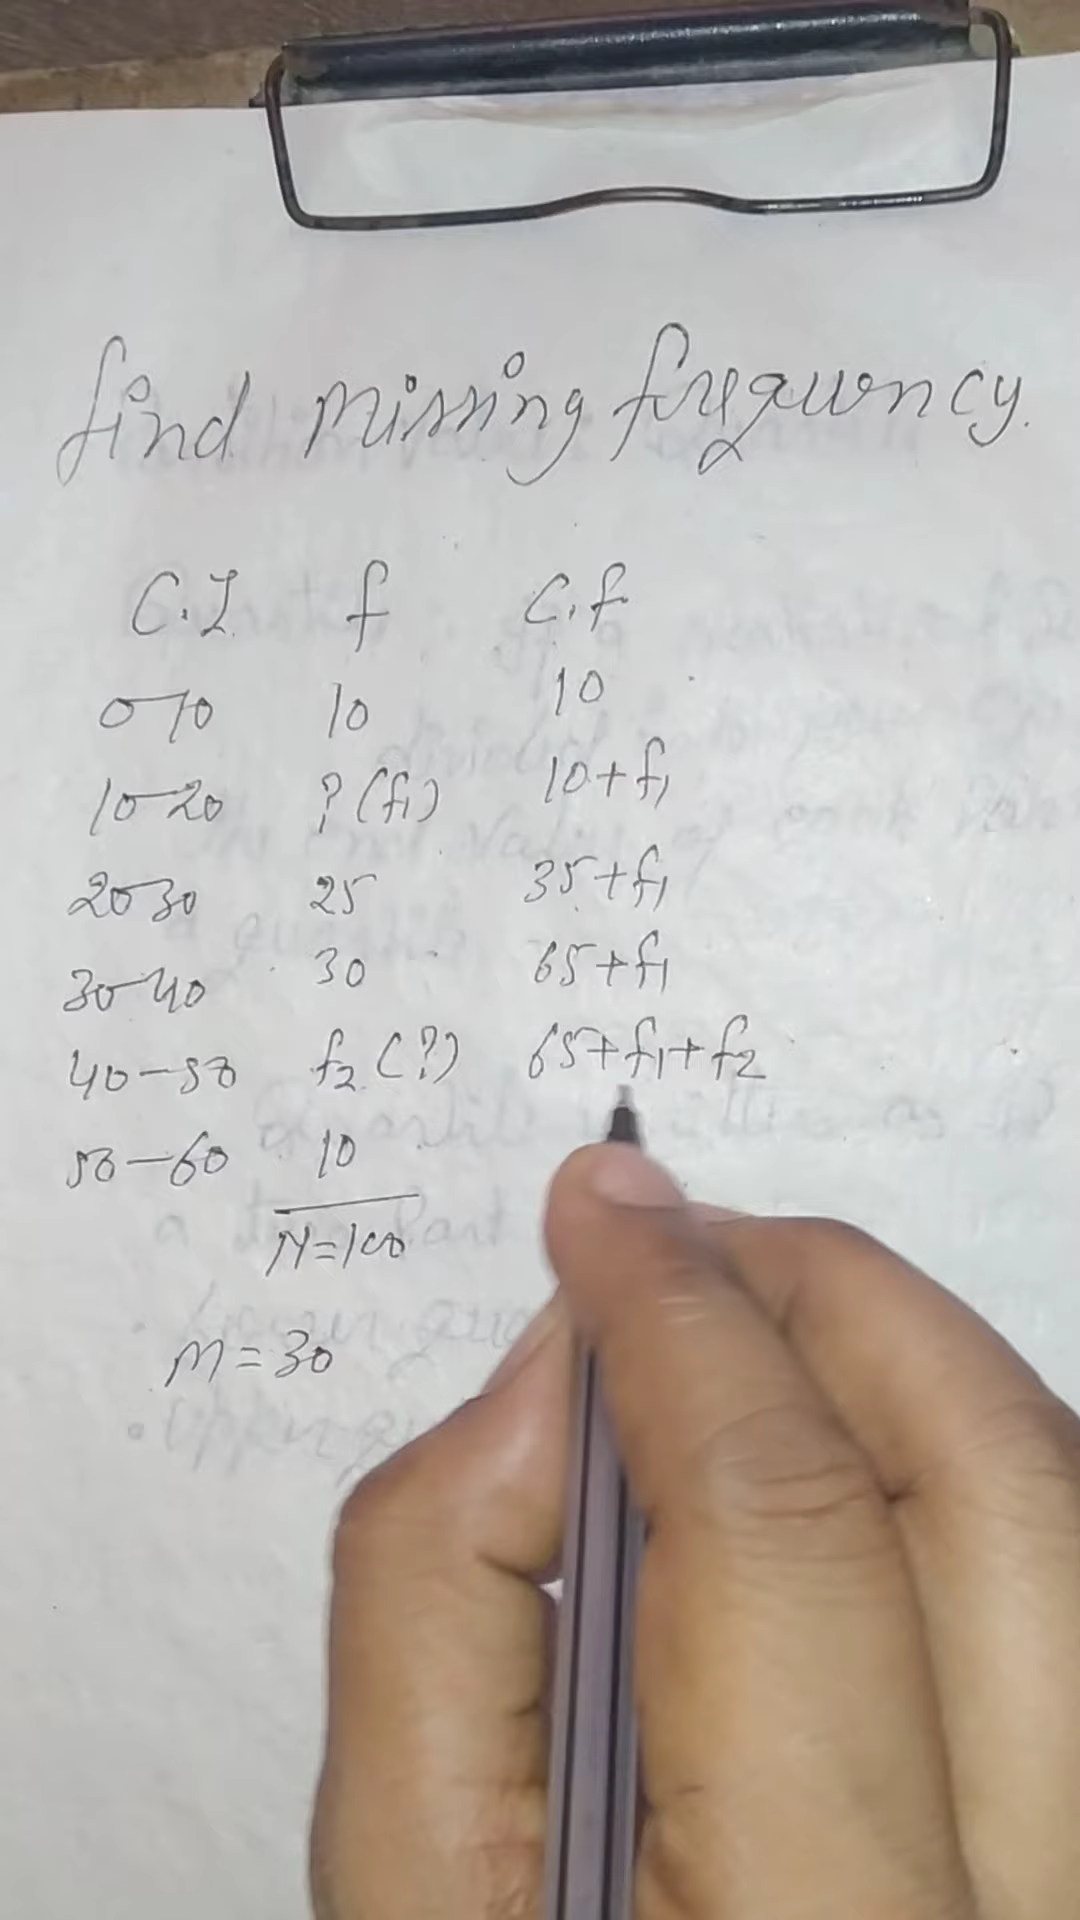 find missing frequency.
C.I f C.f
0-10 10 10
10-20 ?(f1) 10+f1
20-30 25 35+f1
30-40 30 65+f1
40-50 f2(?) 65+f1+f2
50-60 10
N=100
M=30